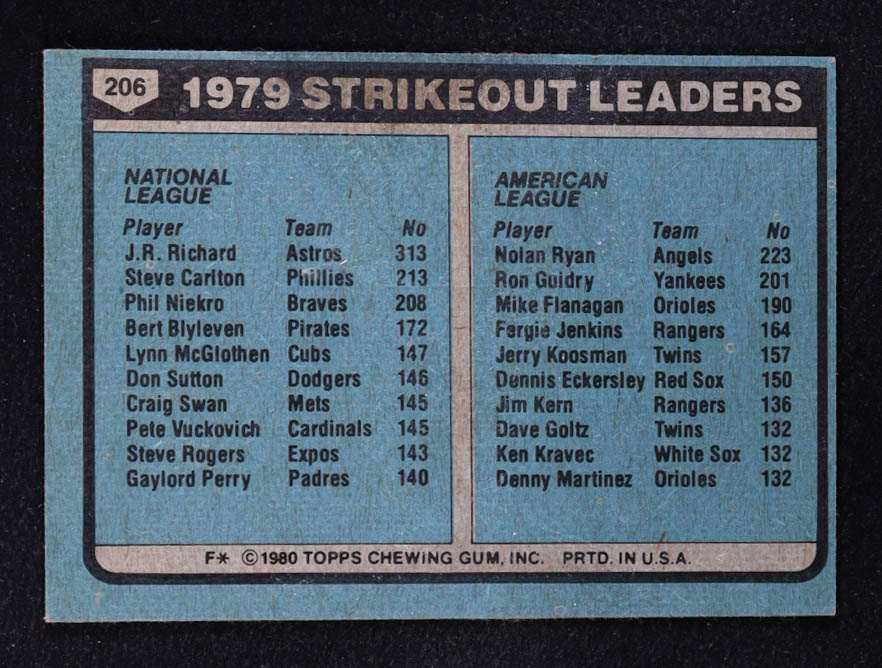 206 1979 STRIKEOUT LEADERS
NATIONAL
LEAGUE
Player Team No
J.R. Richard Astros 313
Steve Carlton Phillies 213
Phil Niekro Braves 208
Bert Blyleven Pirates 172
Lynn McGlothen Cubs 147
Don Sutton Dodgers 146
Craig Swan Mets 145
Pete Vuckovich Cardinals 145
Steve Rogers Expos 143
Gaylord Perry Padres 140
AMERICAN
LEAGUE
Player Team No
Nolan Ryan Angels 223
Ron Guidry Yankees 201
Mike Flanagan Orioles 190
Fergie Jenkins Rangers 164
Jerry Koosman Twins 157
Dennis Eckersley Red Sox 150
Jim Kern Rangers 136
Dave Goltz Twins 132
Ken Kravec White Sox 132
Denny Martinez Orioles 132
F* ©1980 TOPPS CHEWING GUM, INC. PRTD. IN U.S.A.